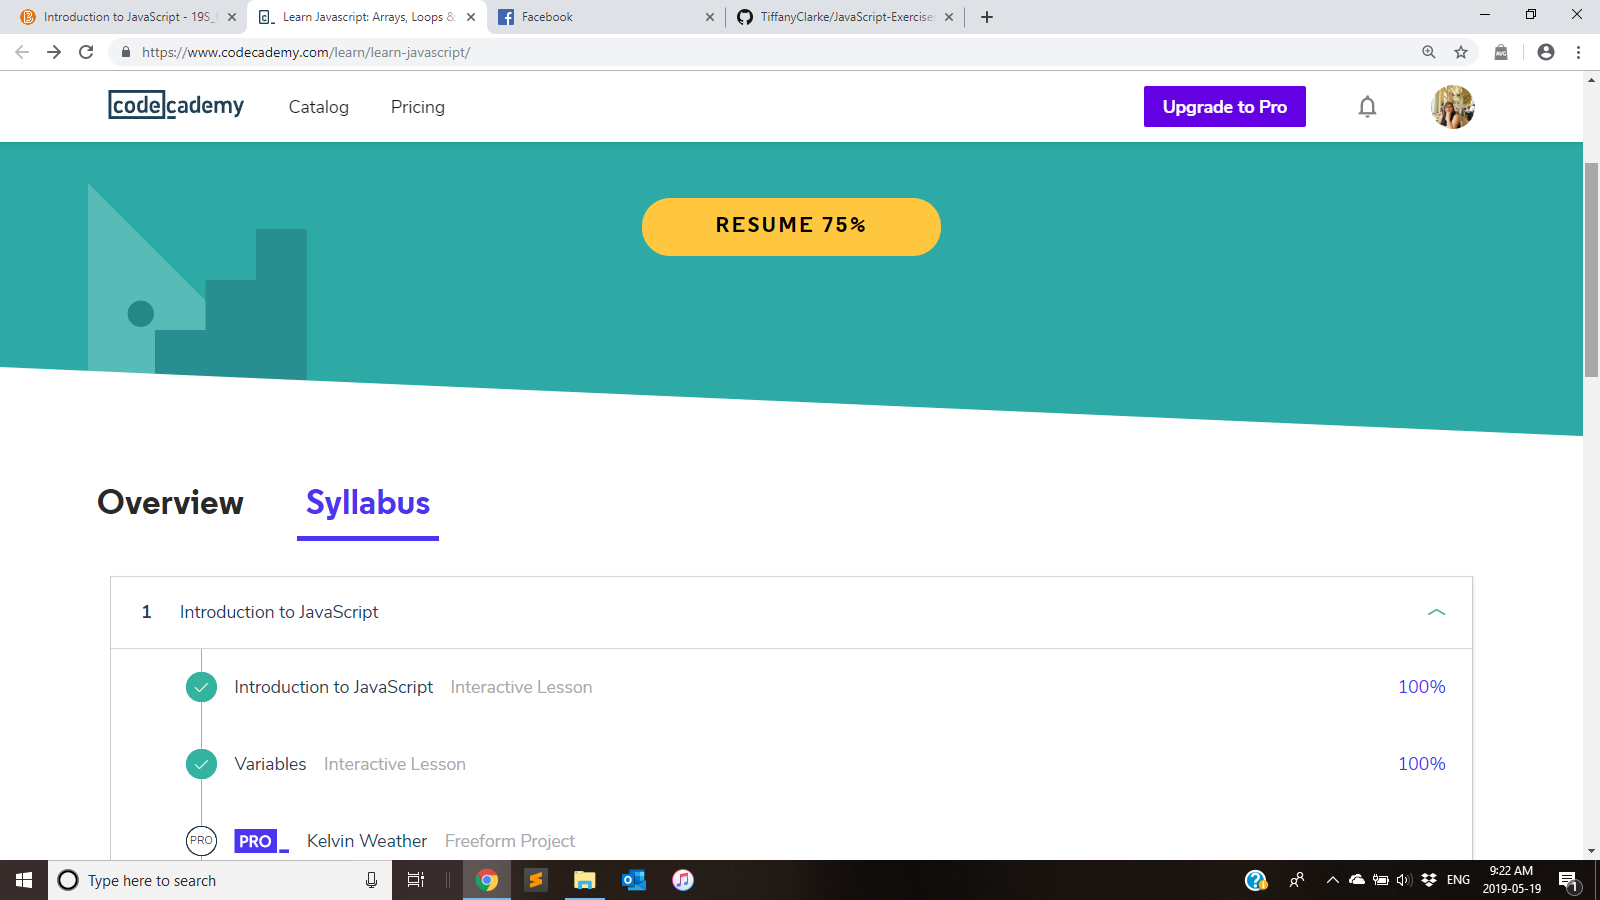 Introduction to JavaScript - 19S_
Learn Javascript: Arrays, Loops &
Facebook
TiffanyClarke/JavaScript-Exercise
https://www.codecademy.com/learn/learn-javascript/
AVG
codecademy
Catalog
Pricing
Upgrade to Pro
RESUME 75%
Overview
Syllabus
1 Introduction to JavaScript
Introduction to JavaScript Interactive Lesson 100%
Variables Interactive Lesson 100%
PRO PRO_ Kelvin Weather Freeform Project
Type here to search
ENG
9:22 AM
2019-05-19
1